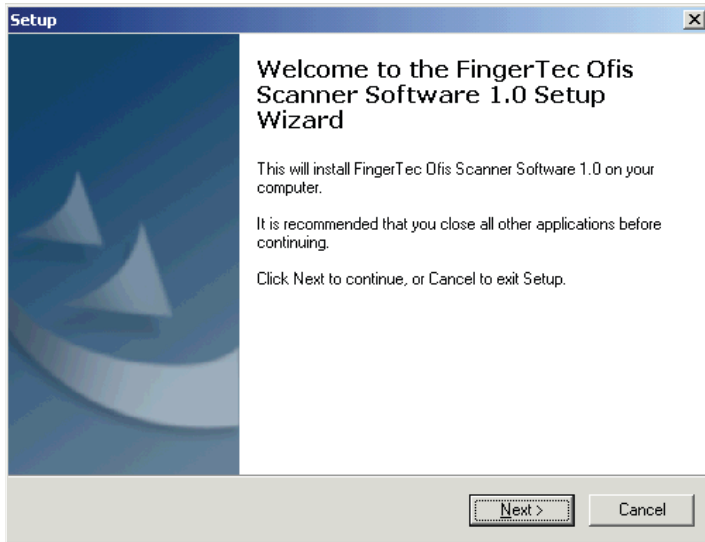 Setup
Welcome to the FingerTec Ofis
Scanner Software 1.0 Setup
Wizard
This will install FingerTec Ofis Scanner Software 1.0 on your
computer.
It is recommended that you close all other applications before
continuing.
Click Next to continue, or Cancel to exit Setup.
Next > Cancel